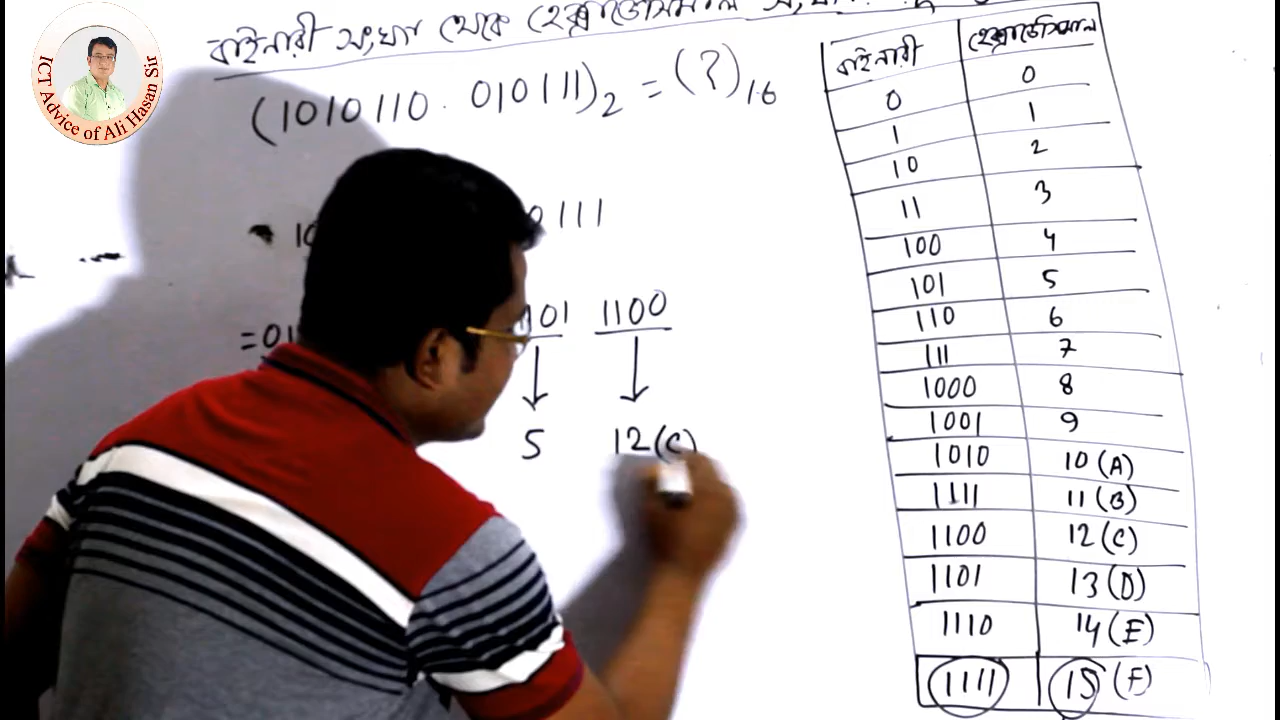 বাইনারী সংখ্যা থেকে হেক্সাডেসিমাল
(1010110.010111)₂ = (?)₁₆
111
= 01 101 1100
5 12(C)
বাইনারী হেক্সাডেসিমাল
0 0
1 1
10 2
11 3
100 4
101 5
110 6
111 7
1000 8
1001 9
1010 10(A)
1111 11(B)
1100 12(C)
1101 13(D)
1110 14(E)
1111 15(F)
ICT Advice of Ali Hasan Sir